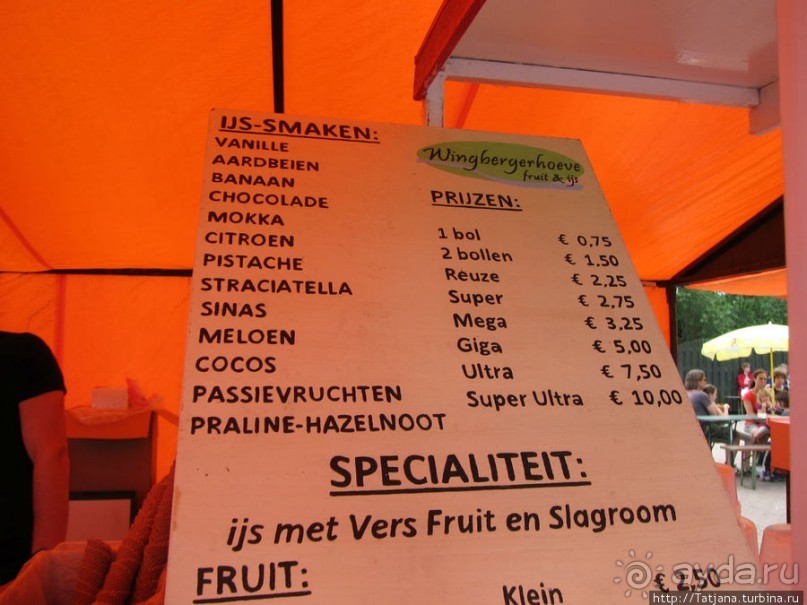 IJS-SMAKEN:
VANILLE
AARDBEIEN
BANAAN
CHOCOLADE
MOKKA
CITROEN
PISTACHE
STRACIATELLA
SINAS
MELOEN
COCOS
PASSIEVRUCHTEN
PRALINE-HAZELNOOT
Wingbergerhoeve
fruit & ijs
PRIJZEN:
1 bol € 0,75
2 bollen € 1,50
Reuze € 2,25
Super € 2,75
Mega € 3,25
Giga € 5,00
Ultra € 7,50
Super Ultra € 10,00
SPECIALITEIT:
ijs met Vers Fruit en Slagroom
FRUIT:
Klein € 2,50
asda.ru
http://Tatjana.turbina.ru